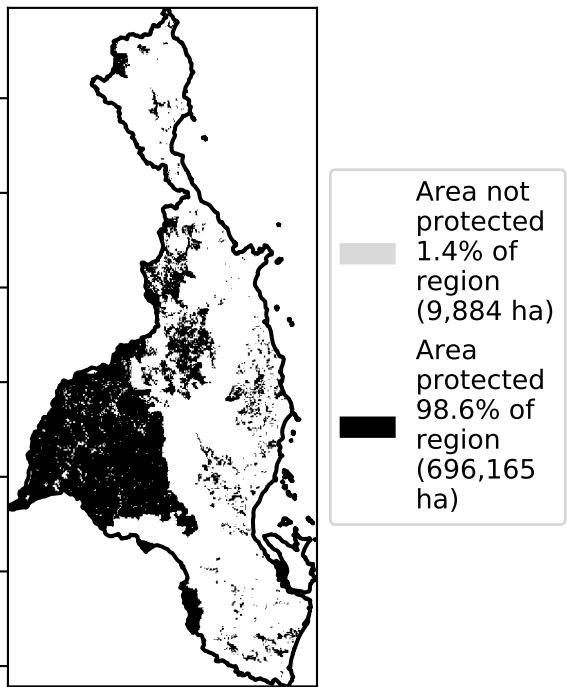 Area not
protected
1.4% of
region
(9,884 ha)
Area
protected
98.6% of
region
(696,165
ha)